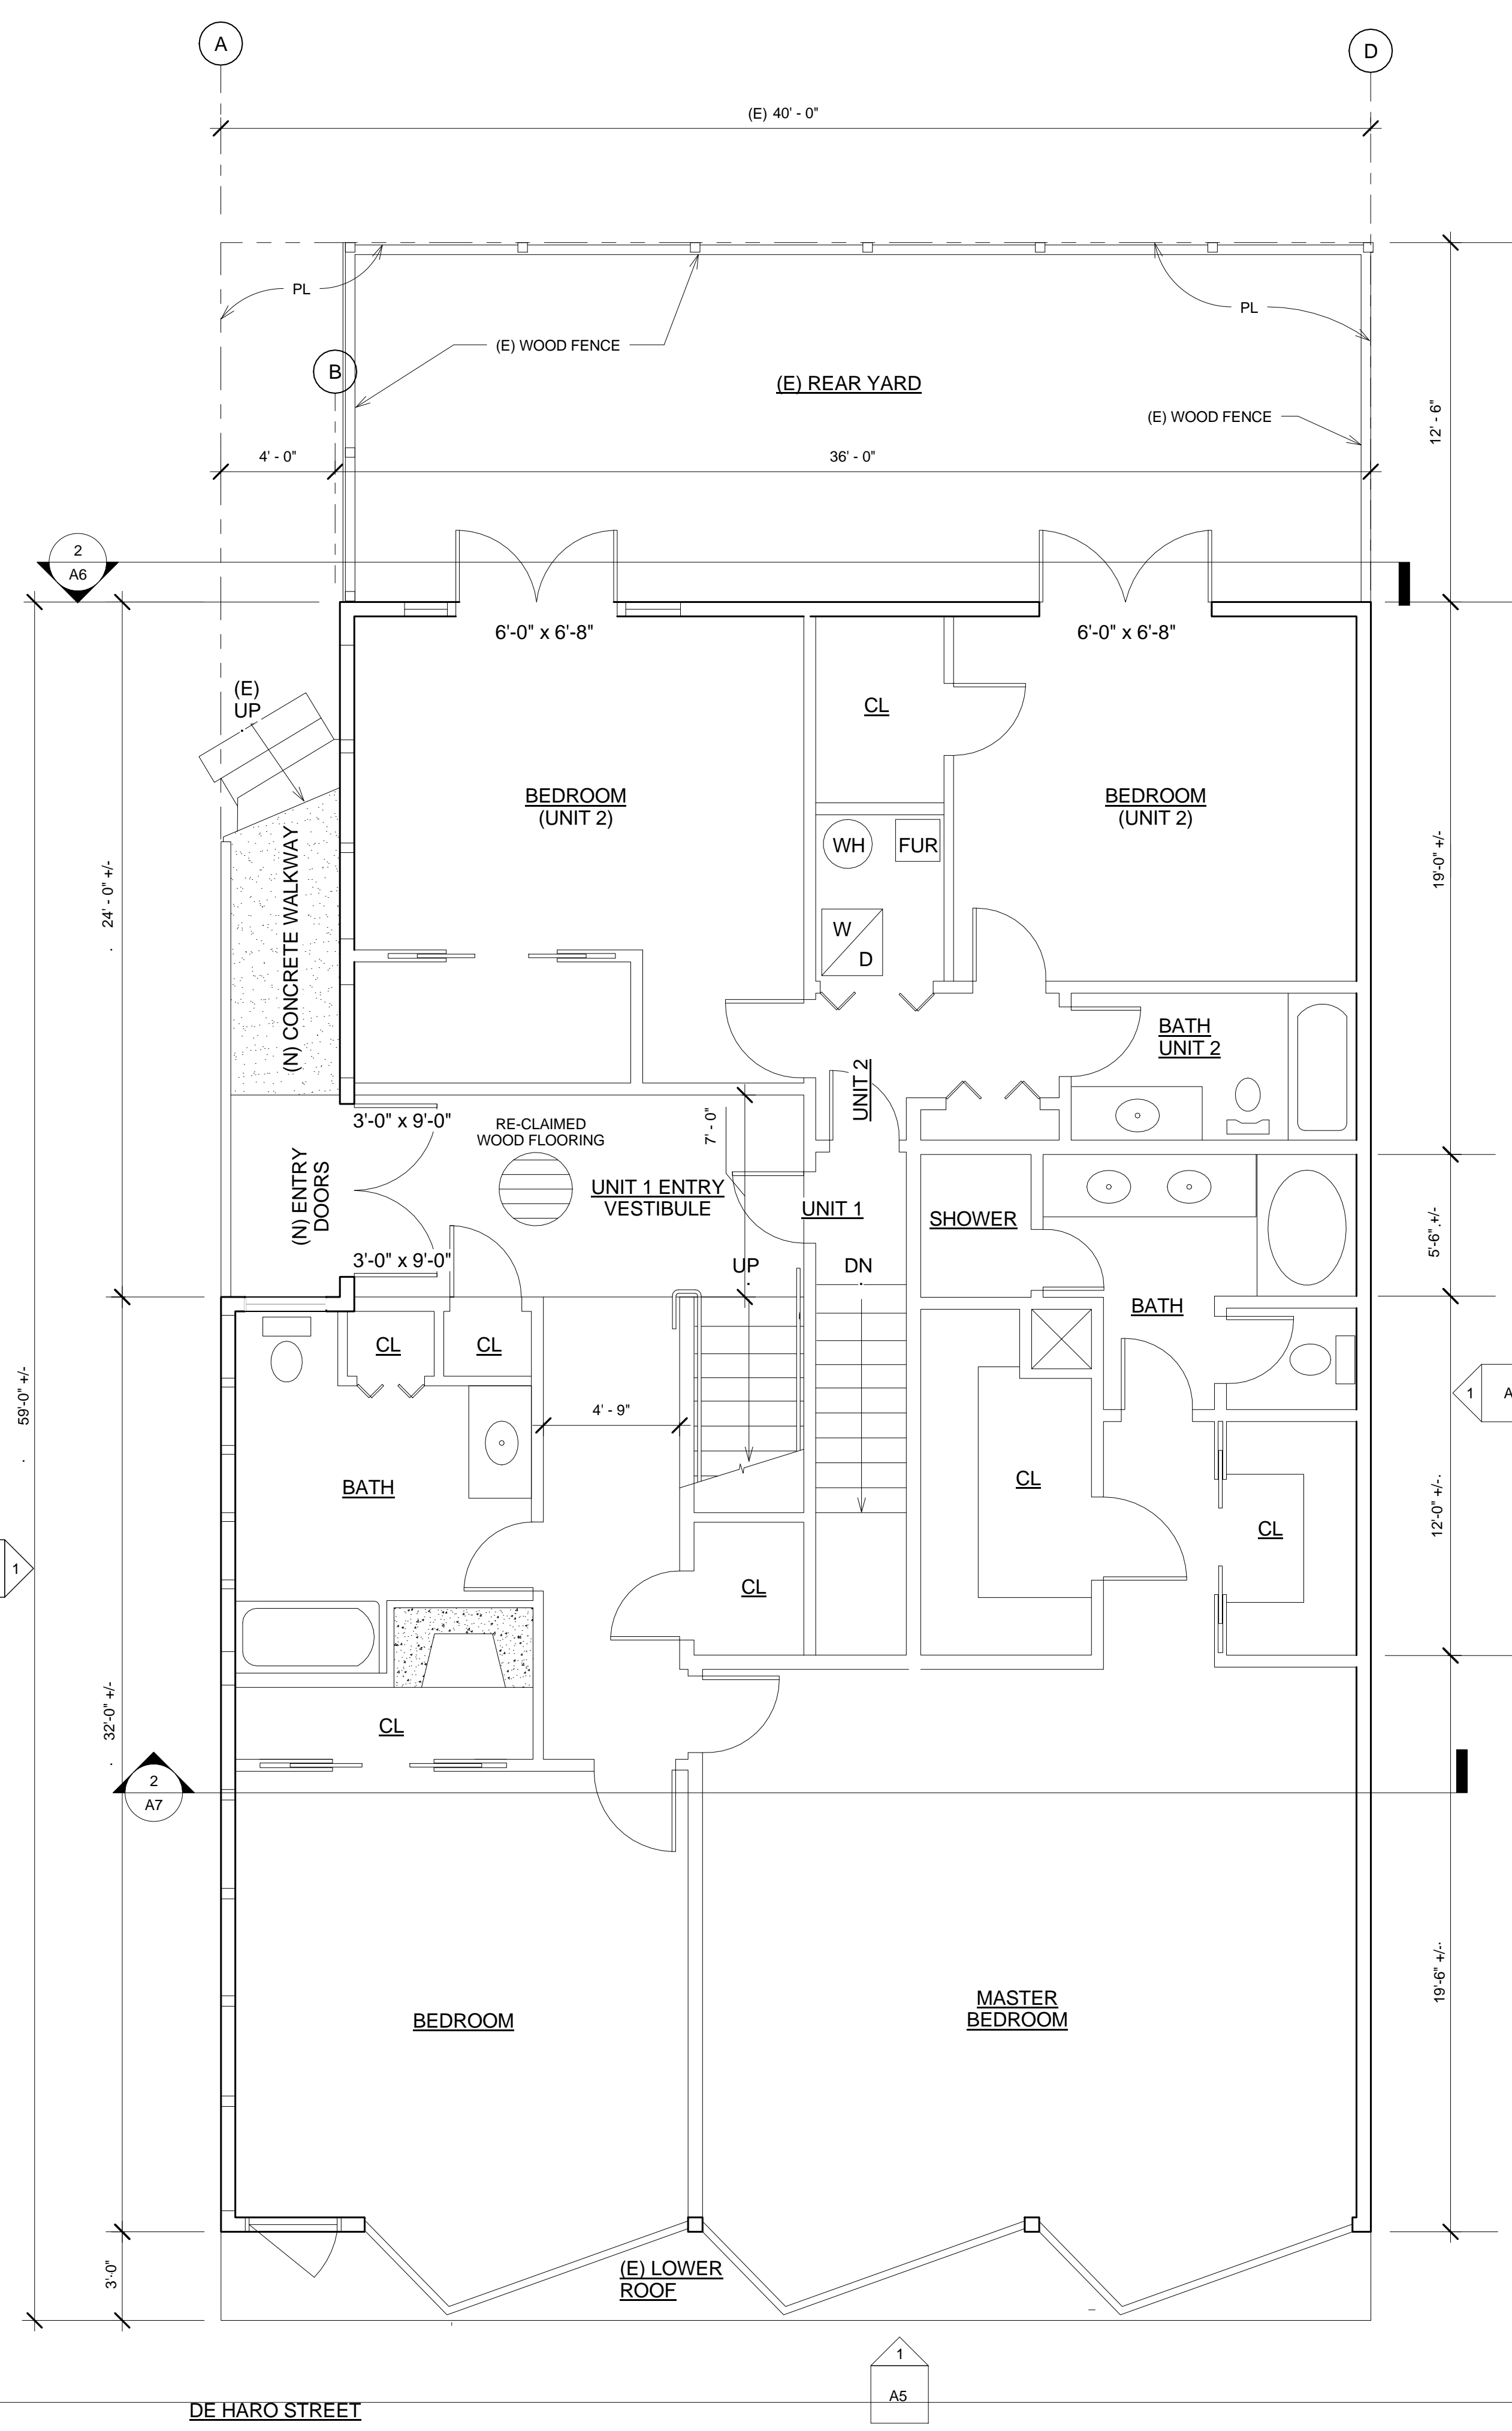 A
D
(E) 40' - 0"
PL
PL
(E) WOOD FENCE
B
(E) REAR YARD
(E) WOOD FENCE
12' - 6"
4' - 0"
36' - 0"
2
A6
6'-0" x 6'-8"
6'-0" x 6'-8"
(E)
UP
CL
BEDROOM
(UNIT 2)
BEDROOM
(UNIT 2)
WH
FUR
24' - 0" +/-
19'-0" +/-
(N) CONCRETE WALKWAY
W
D
BATH
UNIT 2
UNIT 2
3'-0" x 9'-0"
RE-CLAIMED
WOOD FLOORING
7' - 0"
(N) ENTRY
DOORS
UNIT 1 ENTRY
VESTIBULE
UNIT 1
SHOWER
5'-6" +/-
3'-0" x 9'-0"
UP
DN
BATH
CL
CL
59'-0" +/-
4' - 9"
1
A
BATH
CL
12'-0" +/-
CL
1
CL
32'-0" +/-
CL
2
A7
19'-6" +/-
MASTER
BEDROOM
BEDROOM
3'-0"
(E) LOWER
ROOF
1
A5
DE HARO STREET